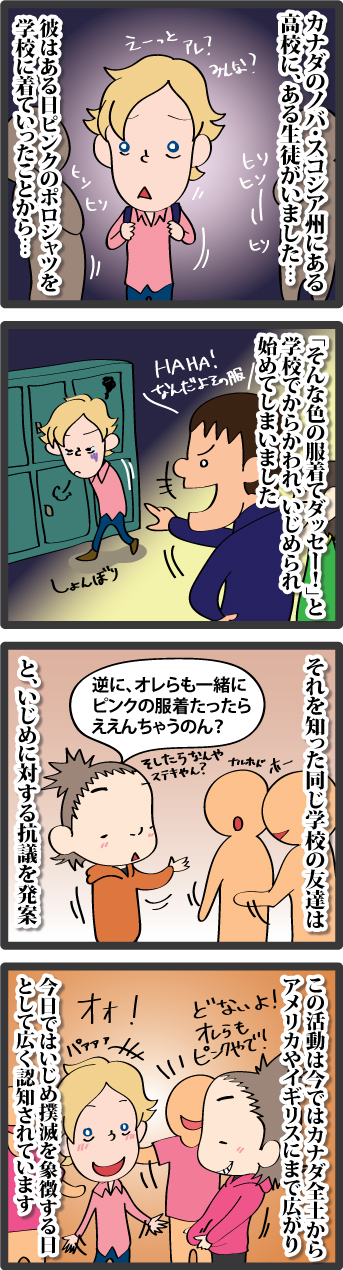 カナダのノバ・スコシア州にある
高校に、ある生徒がいました…
えーっと
アレ？
みんな？
ヒソ
ヒソ
ヒソ
ヒソ
ヒソ
ヒ
彼はある日ピンクのポロシャツを
学校に着ていったことから…
「そんな色の服着てダッセー！」と
学校でからかわれ、いじめられ
始めてしまいました
HAHA!
なんだよその服
しょんぼり
それを知った同じ学校の友達は
逆に、オレらも一緒に
ピンクの服着たったら
ええんちゃうのん？
そしたらなんや
ステキやん？
ナルホド
ホー
と、いじめに対する抗議を発案
この活動は今ではカナダ全土から
アメリカやイギリスにまで広がり
どないよ！
オレらも
ピンクやで！
オォ！
パァァァ
今日ではいじめ撲滅を象徴する日
として広く認知されています